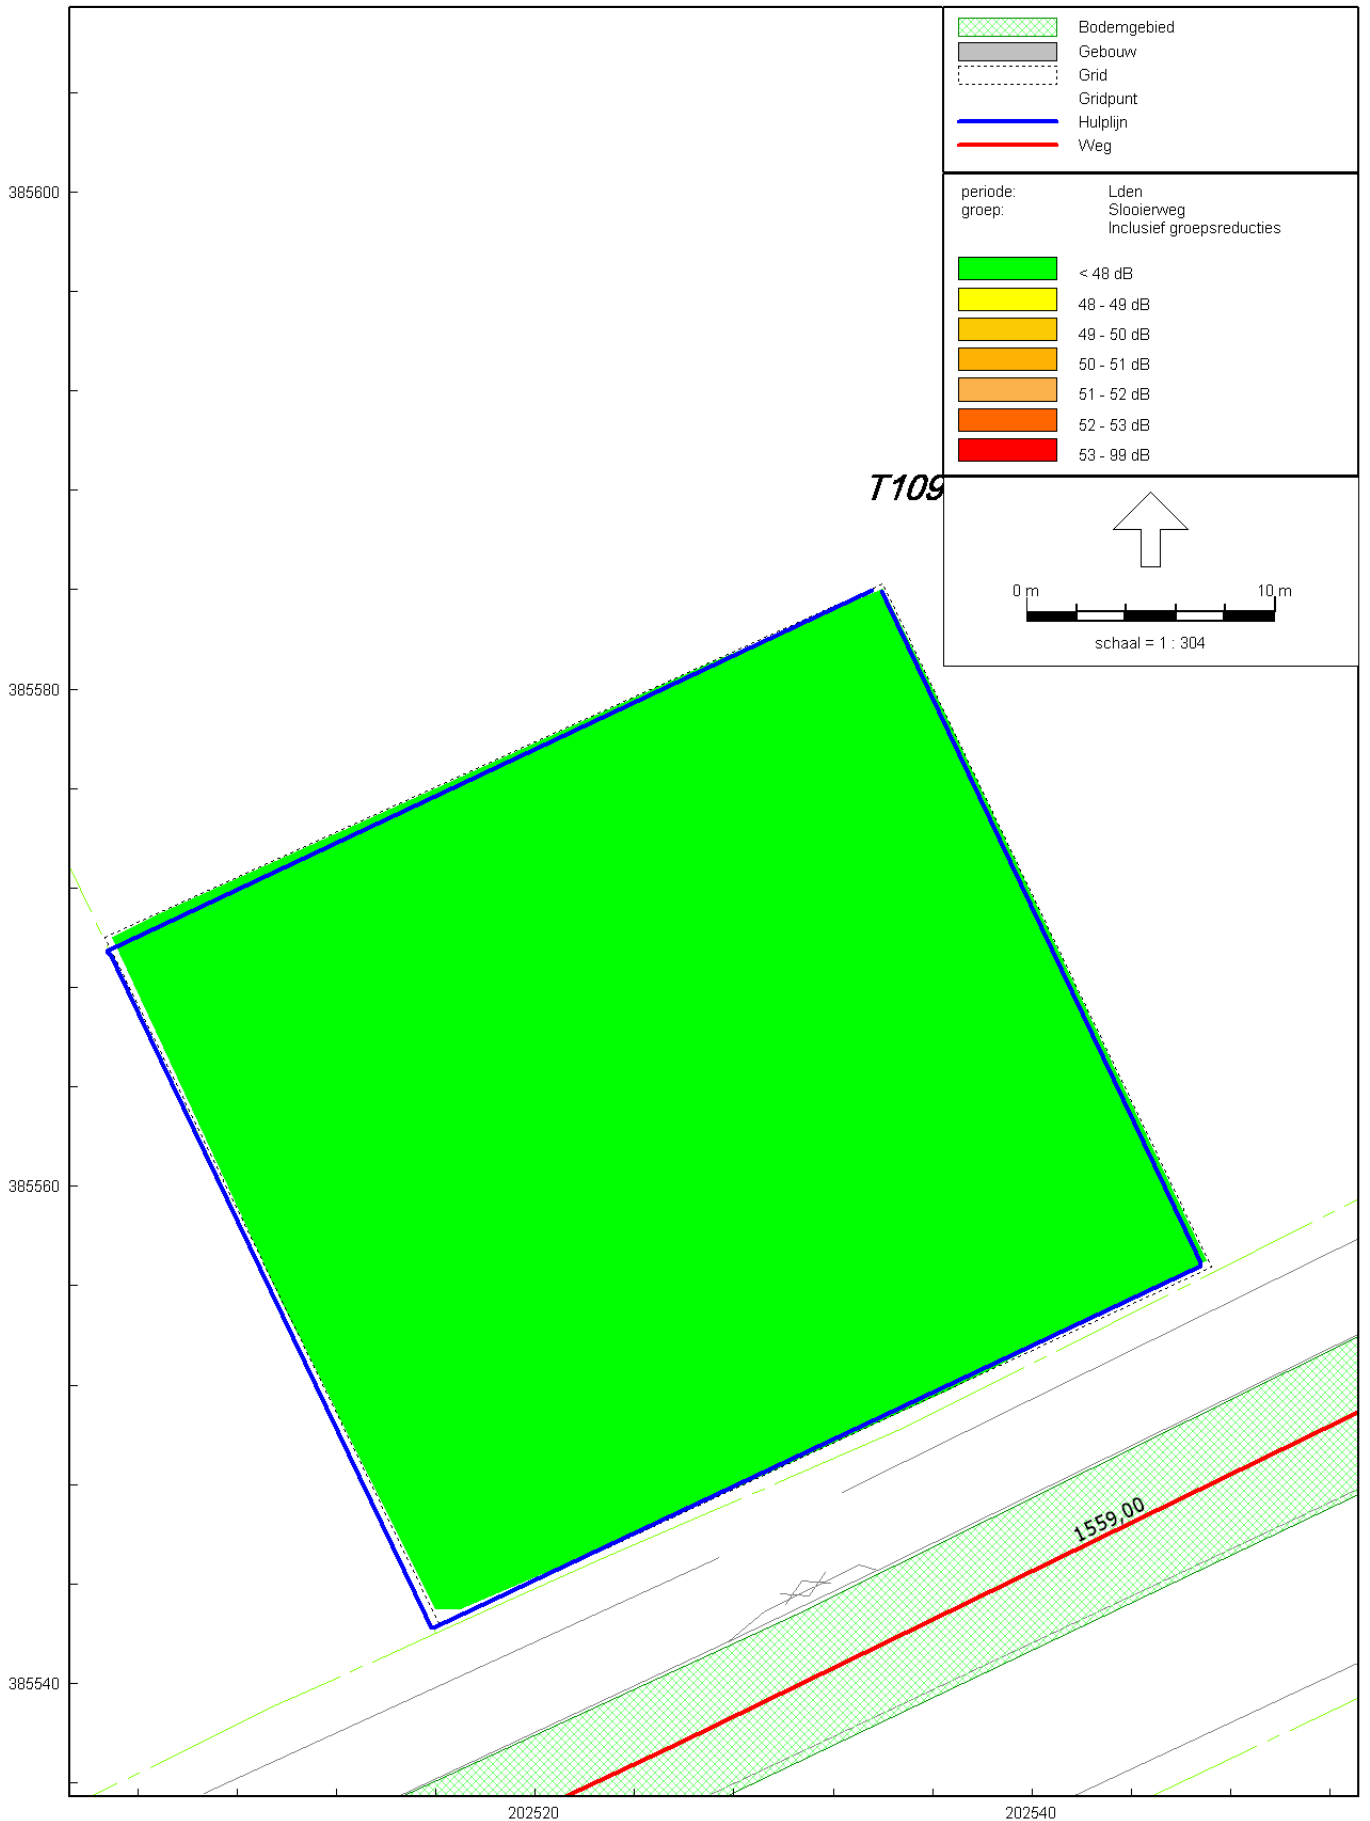 Bodemgebied
Gebouw
Grid
Gridpunt
Hulplijn
Weg
periode: Lden
groep: Slooierweg
Inclusief groepsreducties
< 48 dB
48 - 49 dB
49 - 50 dB
50 - 51 dB
51 - 52 dB
52 - 53 dB
53 - 99 dB
T109
0 m 10 m
schaal = 1 : 304
385600
385580
385560
385540
1559,00
202520 202540